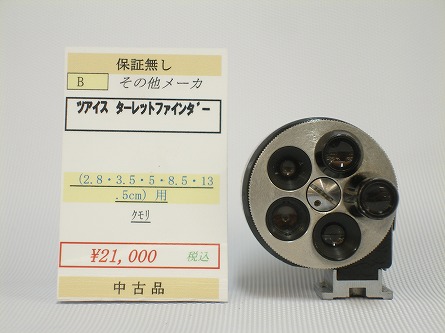 保証無し
B その他メーカ
ツアイス ターレットファインダー
(2.8・3.5・5・8.5・13
.5cm)用
クモリ
¥21,000 税込
中古品